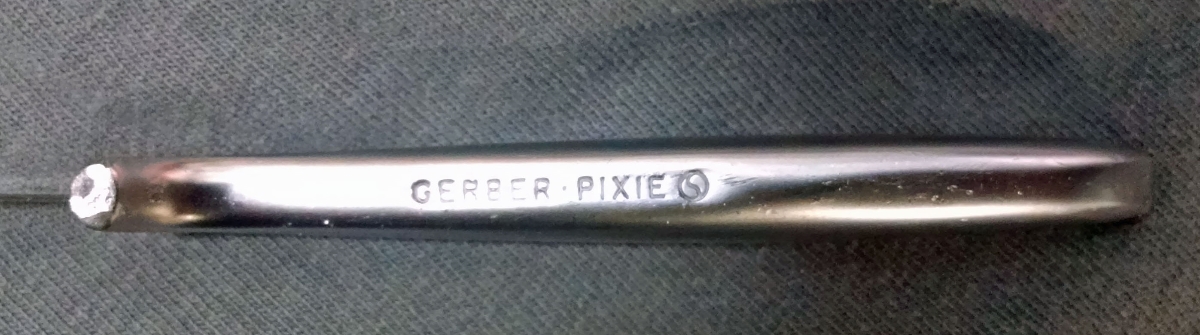 GERBER · PIXIE Ⓢ